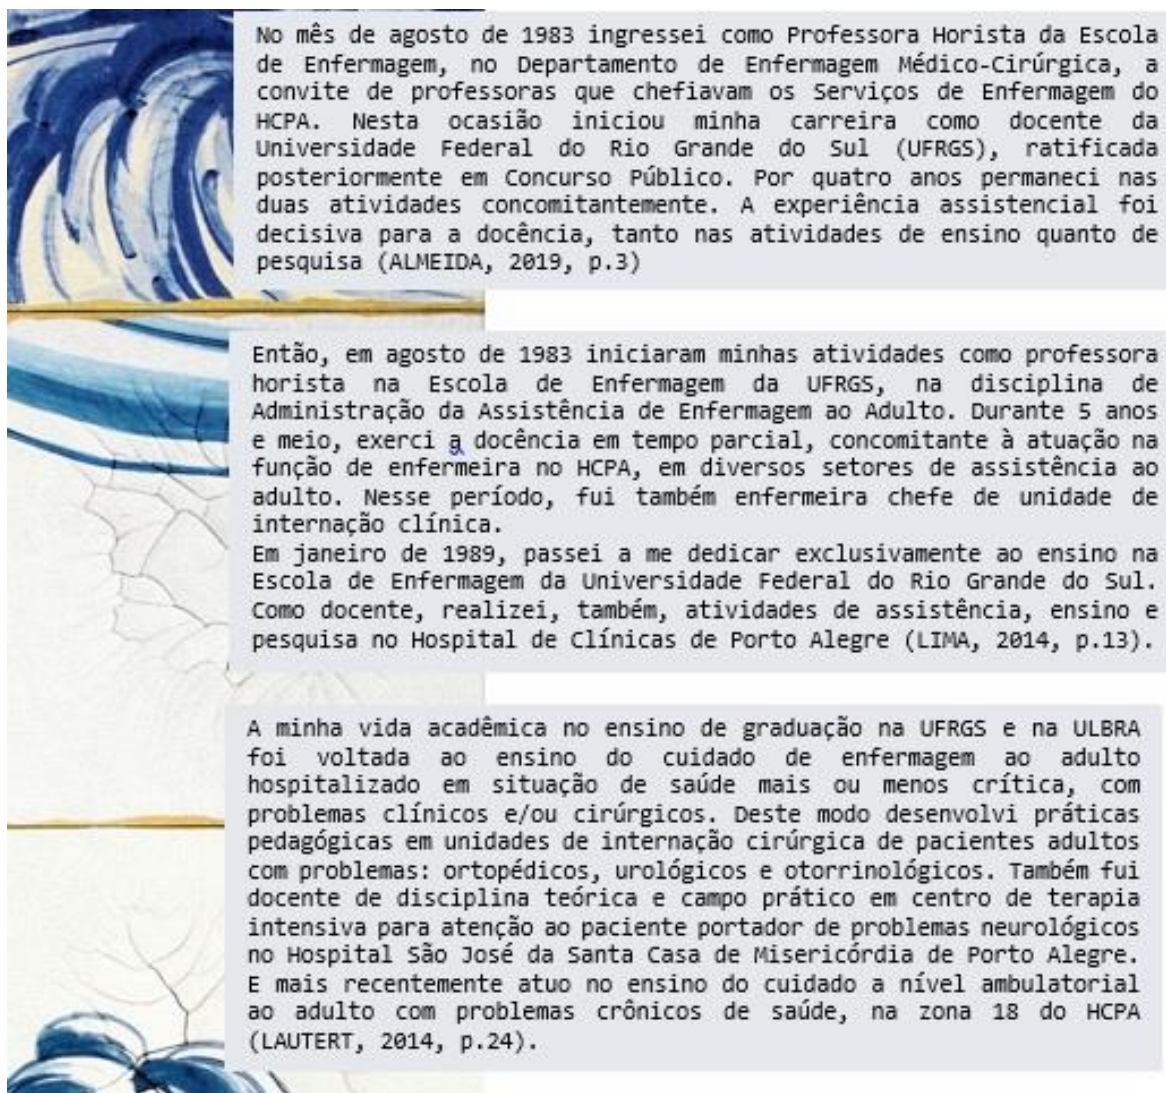 No mês de agosto de 1983 ingressei como Professora Horista da Escola
de Enfermagem, no Departamento de Enfermagem Médico-Cirúrgica, a
convite de professoras que chefiavam os Serviços de Enfermagem do
HCPA. Nesta ocasião iniciou minha carreira como docente da
Universidade Federal do Rio Grande do Sul (UFRGS), ratificada
posteriormente em Concurso Público. Por quatro anos permaneci nas
duas atividades concomitantemente. A experiência assistencial foi
decisiva para a docência, tanto nas atividades de ensino quanto de
pesquisa (ALMEIDA, 2019, p.3)
Então, em agosto de 1983 iniciaram minhas atividades como professora
horista na Escola de Enfermagem da UFRGS, na disciplina de
Administração da Assistência de Enfermagem ao Adulto. Durante 5 anos
e meio, exerci a docência em tempo parcial, concomitante à atuação na
função de enfermeira no HCPA, em diversos setores de assistência ao
adulto. Nesse período, fui também enfermeira chefe de unidade de
internação clínica.
Em janeiro de 1989, passei a me dedicar exclusivamente ao ensino na
Escola de Enfermagem da Universidade Federal do Rio Grande do Sul.
Como docente, realizei, também, atividades de assistência, ensino e
pesquisa no Hospital de Clínicas de Porto Alegre (LIMA, 2014, p.13).
A minha vida acadêmica no ensino de graduação na UFRGS e na ULBRA
foi voltada ao ensino do cuidado de enfermagem ao adulto
hospitalizado em situação de saúde mais ou menos crítica, com
problemas clínicos e/ou cirúrgicos. Deste modo desenvolvi práticas
pedagógicas em unidades de internação cirúrgica de pacientes adultos
com problemas: ortopédicos, urológicos e otorrinológicos. Também fui
docente de disciplina teórica e campo prático em centro de terapia
intensiva para atenção ao paciente portador de problemas neurológicos
no Hospital São José da Santa Casa de Misericórdia de Porto Alegre.
E mais recentemente atuo no ensino do cuidado a nível ambulatorial
ao adulto com problemas crônicos de saúde, na zona 18 do HCPA
(LAUTERT, 2014, p.24).